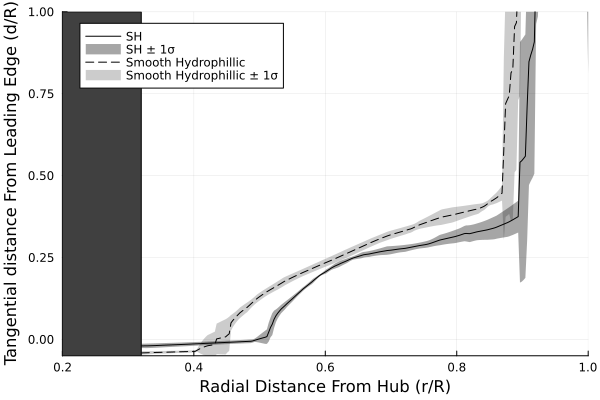 Tangential distance From Leading Edge (d/R)
1.00
0.75
0.50
0.25
0.00
SH
SH ± 1σ
Smooth Hydrophillic
Smooth Hydrophillic ± 1σ
0.2 0.4 0.6 0.8 1.0
Radial Distance From Hub (r/R)